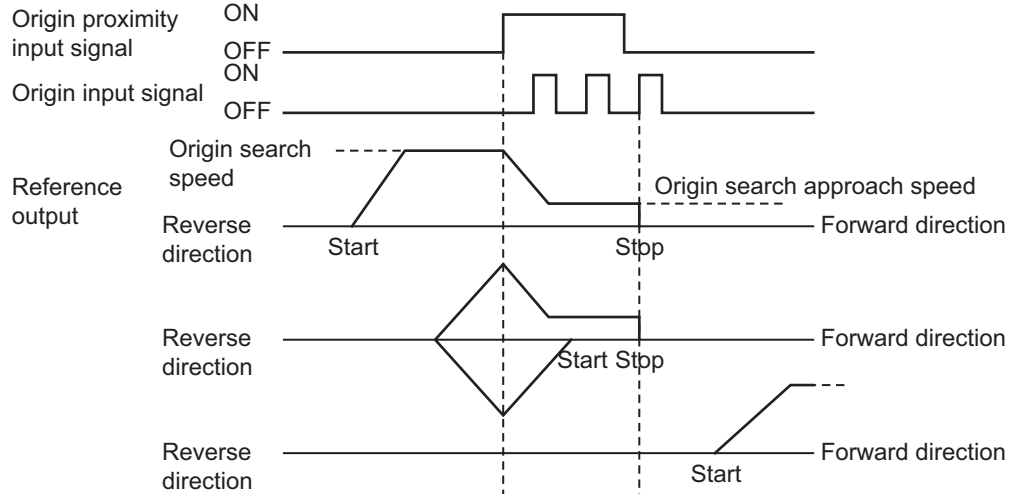 Origin proximity
input signal
ON
OFF
Origin input signal
ON
OFF
Reference
output
Origin search
speed
Origin search approach speed
Reverse
direction
Start
Stop
Forward direction
Reverse
direction
Start Stop
Forward direction
Reverse
direction
Start
Forward direction